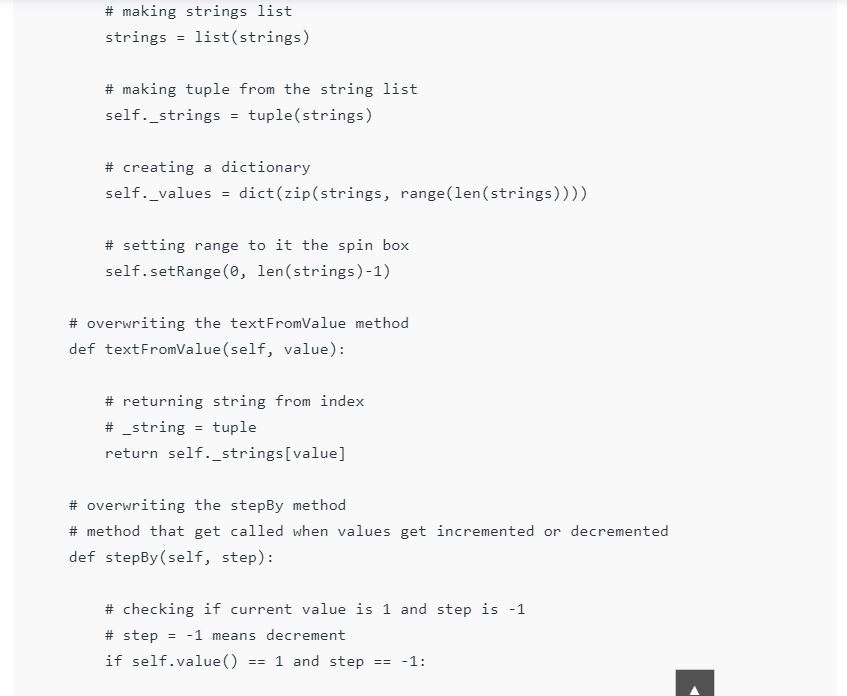 # making strings list
strings = list(strings)
# making tuple from the string list
self._strings = tuple(strings)
# creating a dictionary
self._values = dict(zip(strings, range(len(strings))))
# setting range to it the spin box
self.setRange(0, len(strings)-1)
# overwriting the textFromValue method
def textFromValue(self, value):
# returning string from index
# _string = tuple
return self._strings[value]
# overwriting the stepBy method
# method that get called when values get incremented or decremented
def stepBy(self, step):
# checking if current value is 1 and step is -1
# step = -1 means decrement
if self.value() == 1 and step == -1: